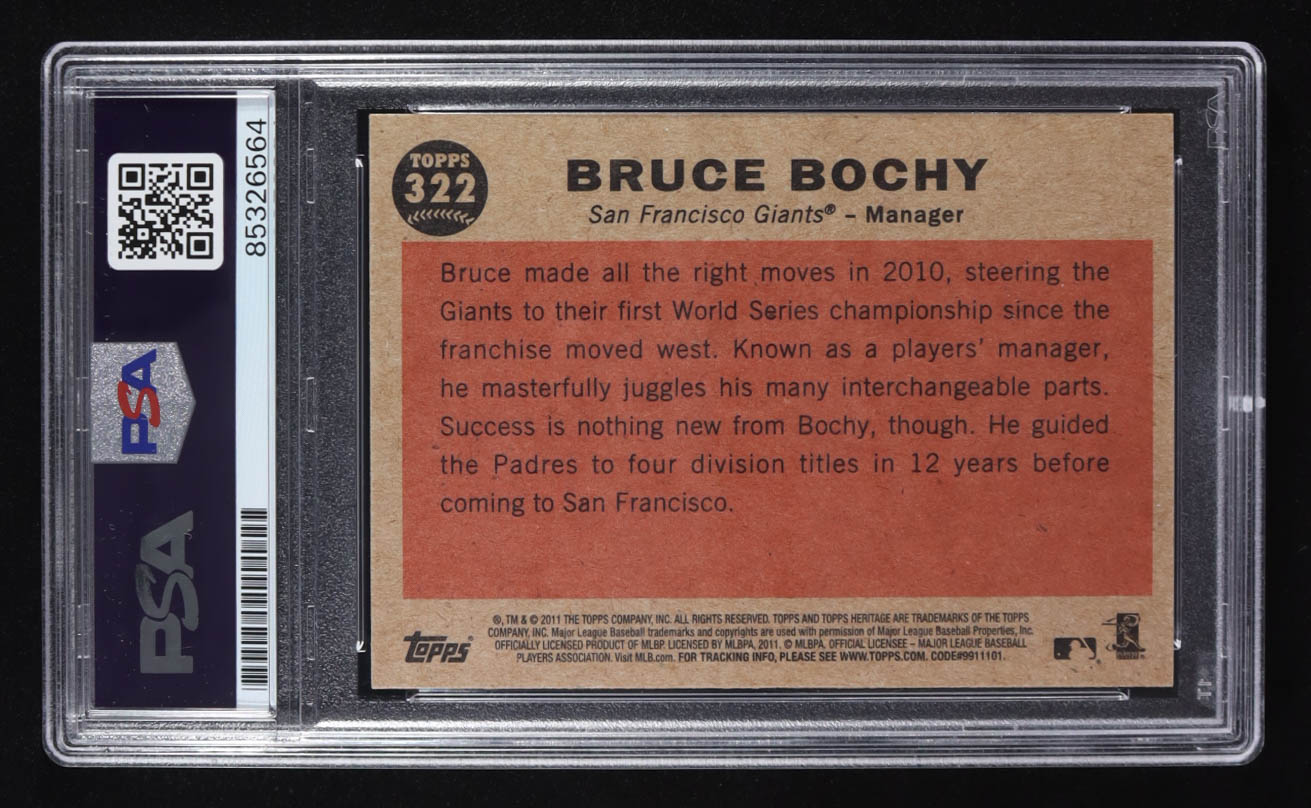 85326564
PSA
PSA
TOPPS
322
BRUCE BOCHY
San Francisco Giants® – Manager
Bruce made all the right moves in 2010, steering the
Giants to their first World Series championship since the
franchise moved west. Known as a players' manager,
he masterfully juggles his many interchangeable parts.
Success is nothing new from Bochy, though. He guided
the Padres to four division titles in 12 years before
coming to San Francisco.
®, TM & © 2011 THE TOPPS COMPANY, INC. ALL RIGHTS RESERVED. TOPPS AND TOPPS HERITAGE ARE TRADEMARKS OF THE TOPPS
COMPANY, INC. Major League Baseball trademarks and copyrights are used with permission of Major League Baseball Properties, Inc.
OFFICIALLY LICENSED PRODUCT OF MLBP. LICENSED BY MLBPA, 2011. © MLBPA. OFFICIAL LICENSEE – MAJOR LEAGUE BASEBALL
PLAYERS ASSOCIATION. Visit MLB.com. FOR TRACKING INFO, PLEASE SEE WWW.TOPPS.COM. CODE#9911101.
Topps®
PSA